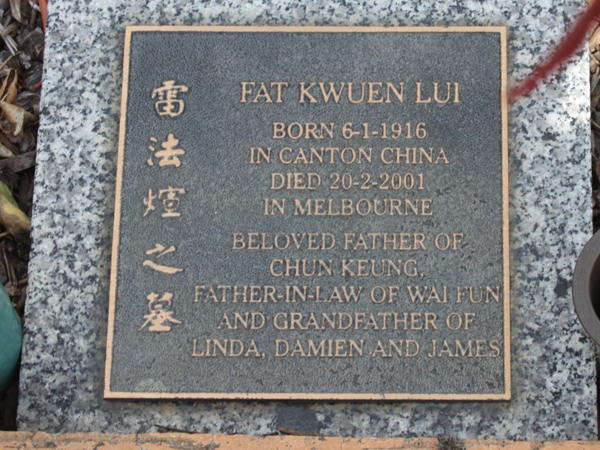 雷法煊之墓
FAT KWUEN LUI
BORN 6-1-1916
IN CANTON CHINA
DIED 20-2-2001
IN MELBOURNE
BELOVED FATHER OF
CHUN KEUNG,
FATHER-IN-LAW OF WAI FUN
AND GRANDFATHER OF
LINDA, DAMIEN AND JAMES